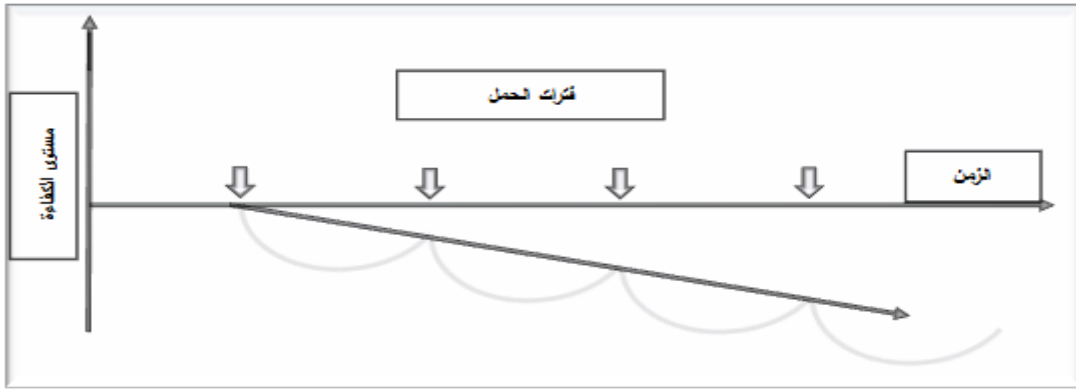 فترات الحمل
الزمن
مستوى الكفاءة